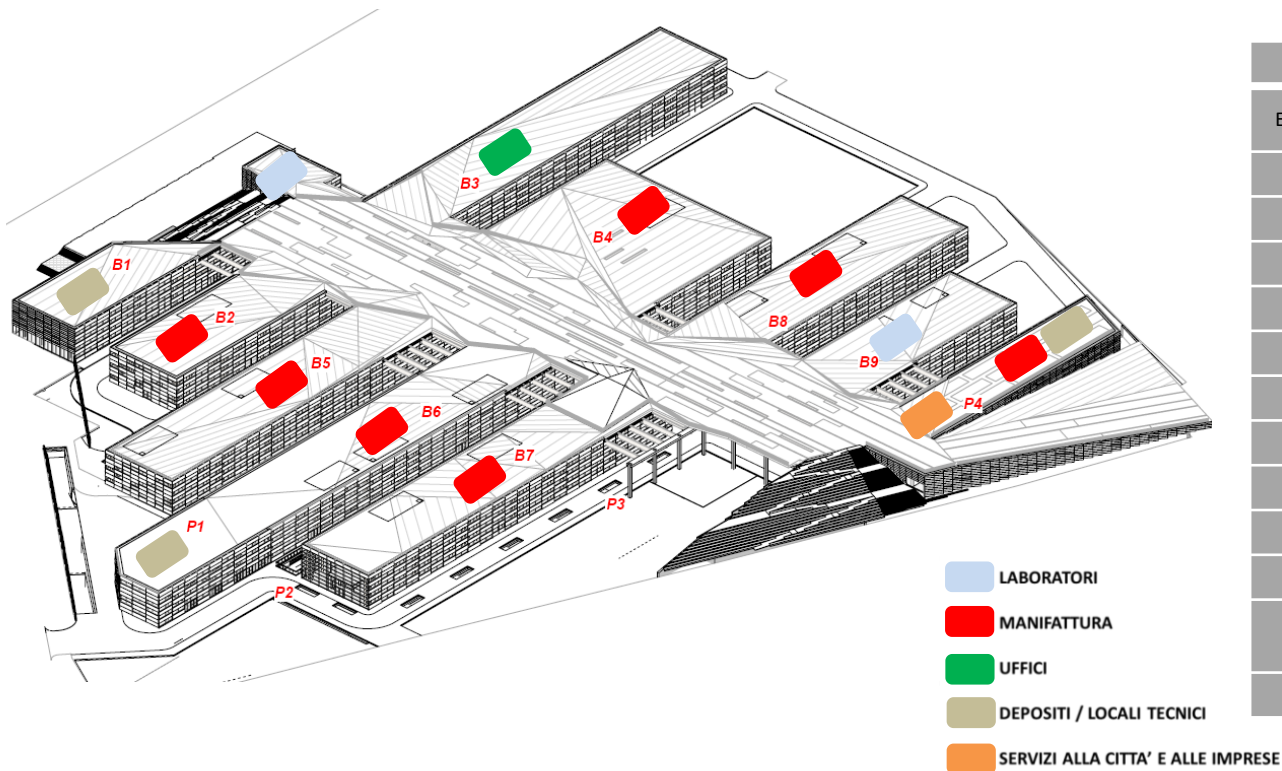 B3
B4
B1
B2
B8
B5
B9
B6
P4
B7
P3
P1
P2
LABORATORI
MANIFATTURA
UFFICI
DEPOSITI / LOCALI TECNICI
SERVIZI ALLA CITTA' E ALLE IMPRESE